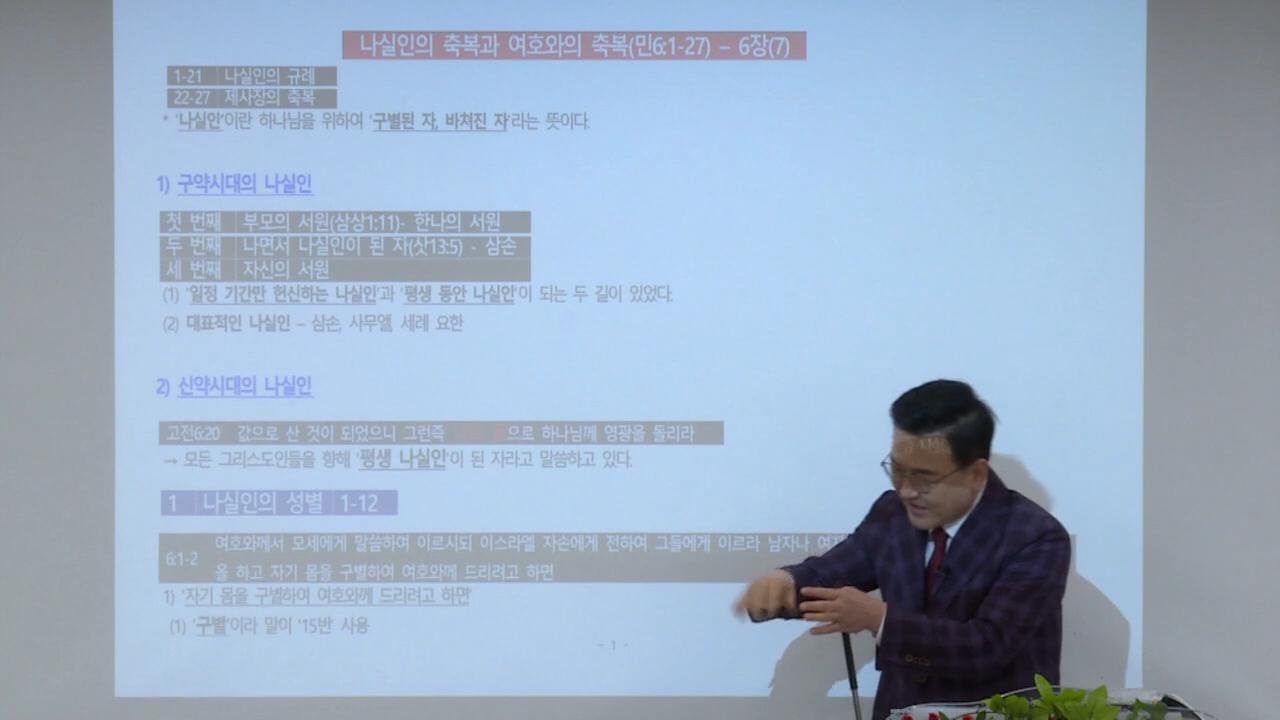 나실인의 축복과 여호와의 축복(민6:1-27) – 6장(7)
1-21 나실인의 규례
22-27 제사장의 축복
* '나실인'이란 하나님을 위하여 '구별된 자, 바쳐진 자'라는 뜻이다.
1) 구약시대의 나실인
첫 번째 부모의 서원(삼상1:11)- 한나의 서원
두 번째 나면서 나실인이 된 자(삿13:5) - 삼손
세 번째 자신의 서원
(1) '일정 기간만 헌신하는 나실인'과 '평생 동안 나실인'이 되는 두 길이 있었다.
(2) 대표적인 나실인 – 삼손, 사무엘, 세례 요한
2) 신약시대의 나실인
고전6:20 값으로 산 것이 되었으니 그런즉 으로 하나님께 영광을 돌리라
→ 모든 그리스도인들을 향해 '평생 나실인'이 된 자라고 말씀하고 있다.
1 나실인의 성별 1-12
6:1-2 여호와께서 모세에게 말씀하여 이르시되 이스라엘 자손에게 전하여 그들에게 이르라 남자나
을 하고 자기 몸을 구별하여 여호와께 드리려고 하면
1) '자기 몸을 구별하여 여호와께 드리려고 하면'
(1) '구별'이라 말이 '15번' 사용
- 1 -